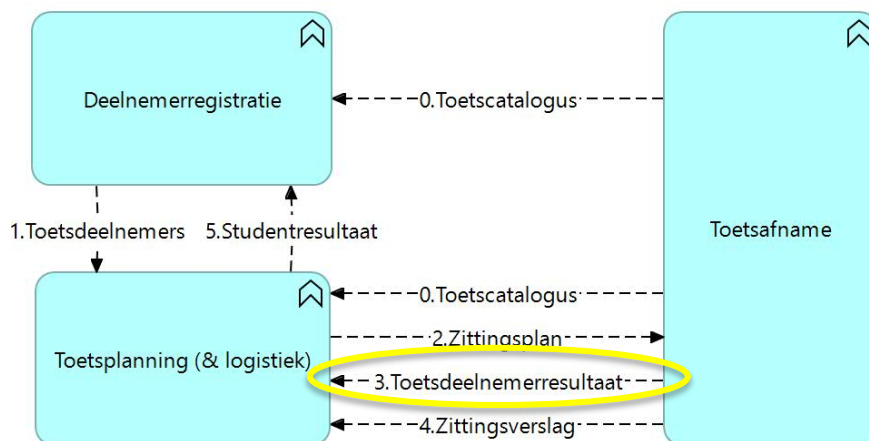 Deelnemerregistratie
0.Toetscatalogus
Toetsafname
1.Toetsdeelnemers
5.Studentresultaat
0.Toetscatalogus
Toetsplanning (& logistiek)
2.Zittingsplan
3.Toetsdeelnemerresultaat
4.Zittingsverslag